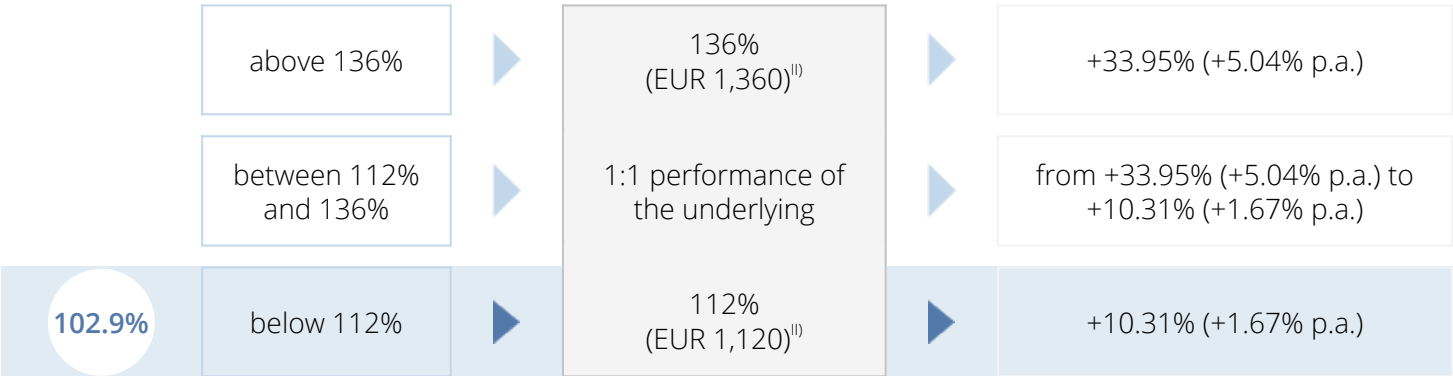 above 136%
136%
(EUR 1,360)II)
+33.95% (+5.04% p.a.)
between 112%
and 136%
1:1 performance of
the underlying
from +33.95% (+5.04% p.a.) to
+10.31% (+1.67% p.a.)
102.9%
below 112%
112%
(EUR 1,120)II)
+10.31% (+1.67% p.a.)